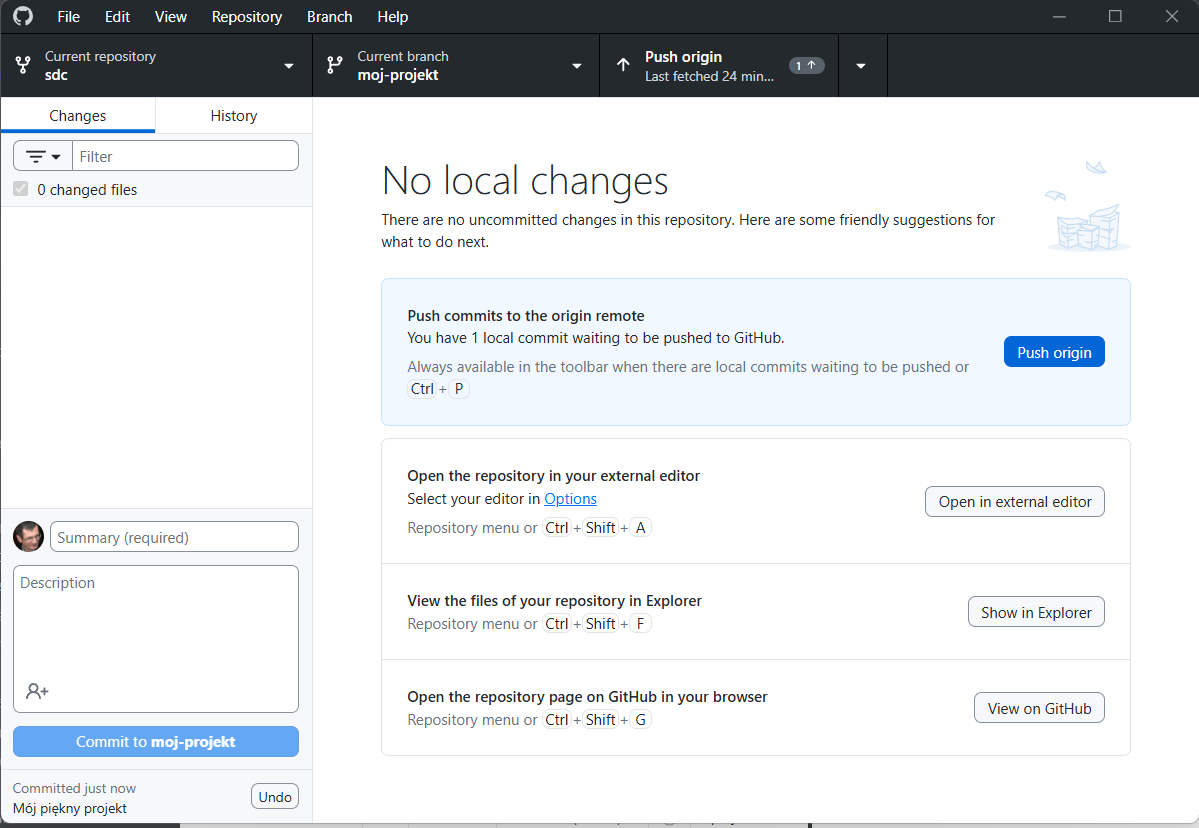 File Edit View Repository Branch Help
Current repository
sdc
Current branch
moj-projekt
Push origin
Last fetched 24 min...
1
Changes History
Filter
0 changed files
No local changes
There are no uncommitted changes in this repository. Here are some friendly suggestions for
what to do next.
Push commits to the origin remote
You have 1 local commit waiting to be pushed to GitHub.
Always available in the toolbar when there are local commits waiting to be pushed or
Ctrl + P
Push origin
Open the repository in your external editor
Select your editor in Options
Repository menu or Ctrl + Shift + A
Open in external editor
View the files of your repository in Explorer
Repository menu or Ctrl + Shift + F
Show in Explorer
Open the repository page on GitHub in your browser
Repository menu or Ctrl + Shift + G
View on GitHub
Summary (required)
Description
Commit to moj-projekt
Committed just now
Mój piękny projekt
Undo